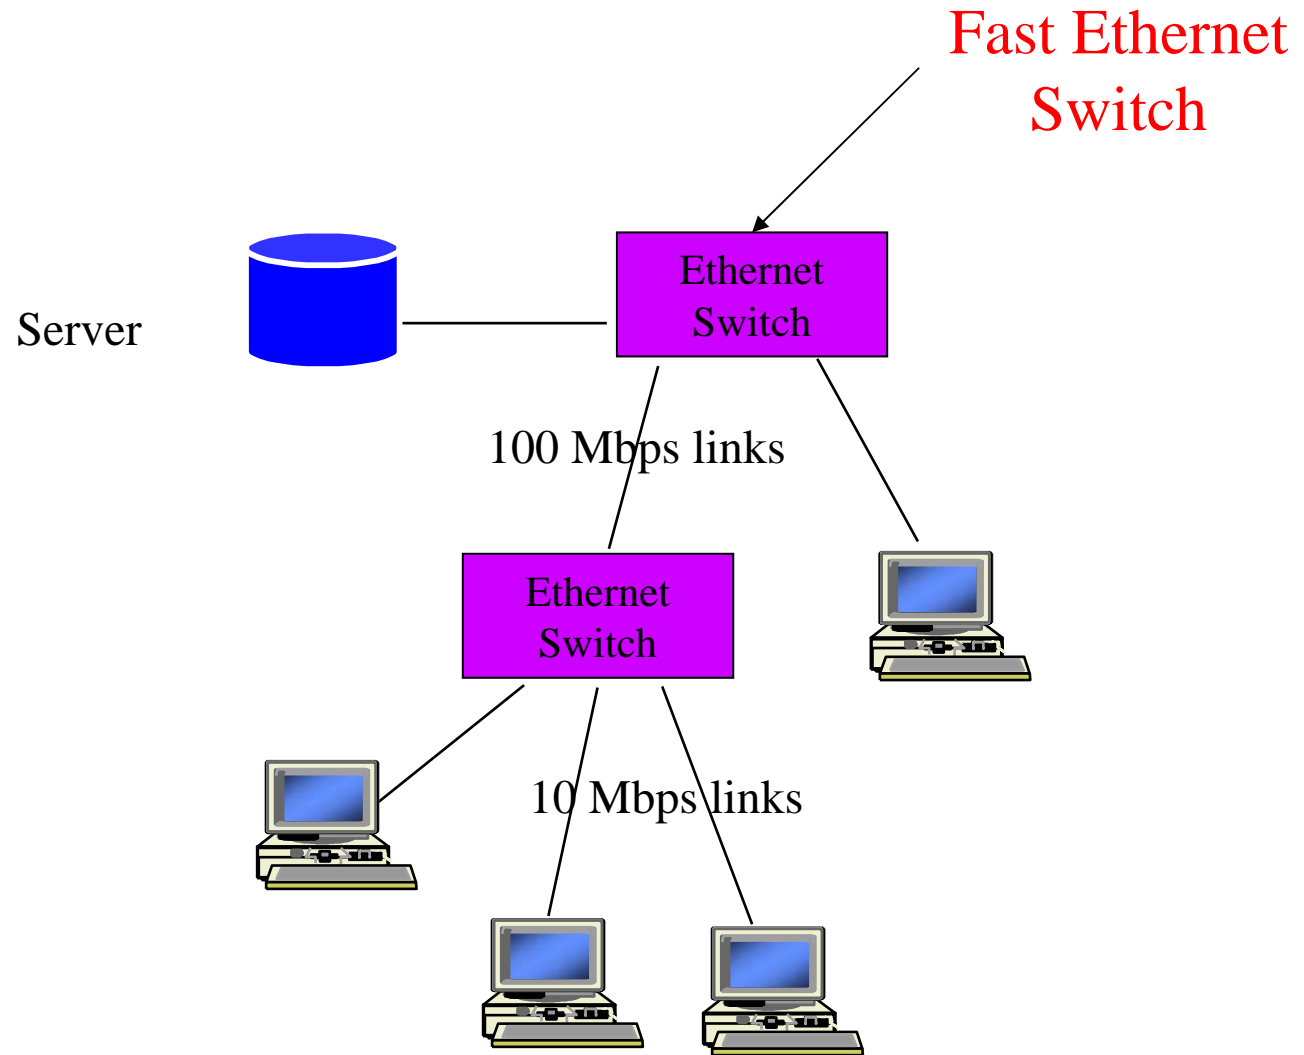 Fast Ethernet
Switch
Ethernet
Switch
Server
100 Mbps links
Ethernet
Switch
10 Mbps links